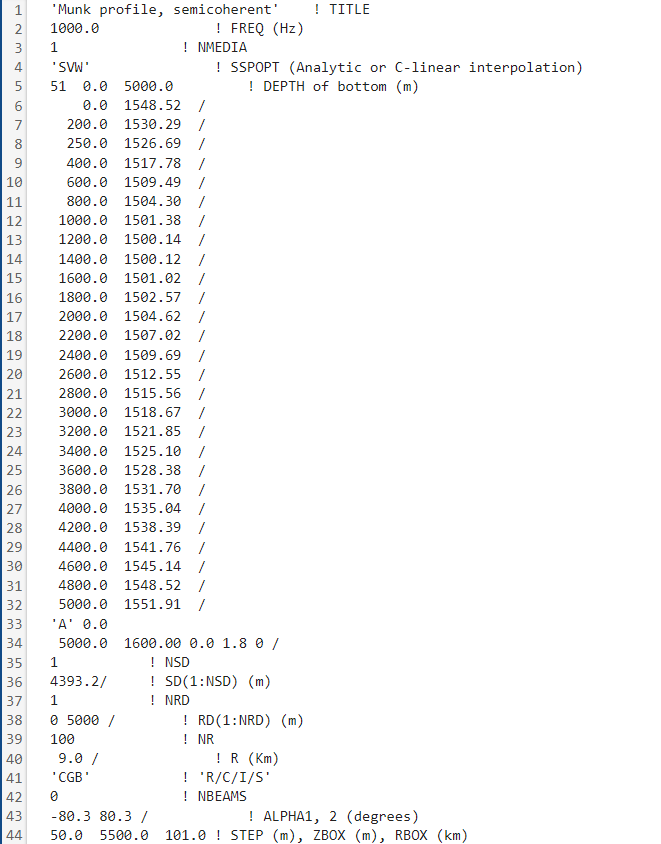 1 'Munk profile, semicoherent' ! TITLE
2 1000.0 ! FREQ (Hz)
3 1 ! NMEDIA
4 'SVW' ! SSPOPT (Analytic or C-linear interpolation)
5 51 0.0 5000.0 ! DEPTH of bottom (m)
6 0.0 1548.52 /
7 200.0 1530.29 /
8 250.0 1526.69 /
9 400.0 1517.78 /
10 600.0 1509.49 /
11 800.0 1504.30 /
12 1000.0 1501.38 /
13 1200.0 1500.14 /
14 1400.0 1500.12 /
15 1600.0 1501.02 /
16 1800.0 1502.57 /
17 2000.0 1504.62 /
18 2200.0 1507.02 /
19 2400.0 1509.69 /
20 2600.0 1512.55 /
21 2800.0 1515.56 /
22 3000.0 1518.67 /
23 3200.0 1521.85 /
24 3400.0 1525.10 /
25 3600.0 1528.38 /
26 3800.0 1531.70 /
27 4000.0 1535.04 /
28 4200.0 1538.39 /
29 4400.0 1541.76 /
30 4600.0 1545.14 /
31 4800.0 1548.52 /
32 5000.0 1551.91 /
33 'A' 0.0
34 5000.0 1600.00 0.0 1.8 0 /
35 1 ! NSD
36 4393.2/ ! SD(1:NSD) (m)
37 1 ! NRD
38 0 5000 / ! RD(1:NRD) (m)
39 100 ! NR
40 9.0 / ! R (Km)
41 'CGB' ! 'R/C/I/S'
42 0 ! NBEAMS
43 -80.3 80.3 / ! ALPHA1, 2 (degrees)
44 50.0 5500.0 101.0 ! STEP (m), ZBOX (m), RBOX (km)